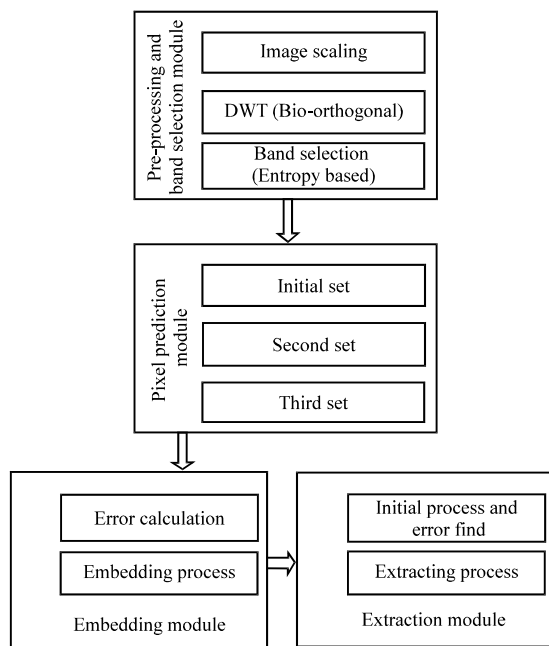 Pre-processing and
band selection module
Image scaling
DWT (Bio-orthogonal)
Band selection
(Entropy based)
Pixel prediction
module
Initial set
Second set
Third set
Error calculation
Embedding process
Embedding module
Initial process and
error find
Extracting process
Extraction module